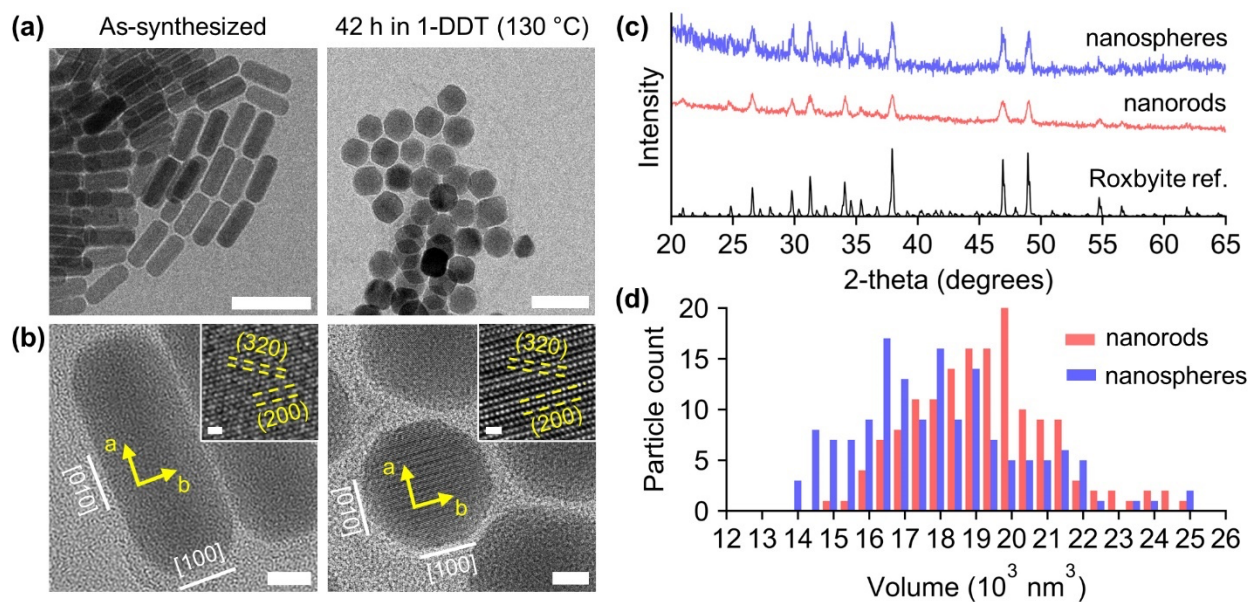 (a)
As-synthesized
42 h in 1-DDT (130 °C)
(b)
a
b
[010]
[100]
(320)
(200)
a
b
[010]
[100]
(320)
(200)
(c)
Intensity
nanospheres
nanorods
Roxbyite ref.
20 25 30 35 40 45 50 55 60 65
2-theta (degrees)
(d)
Particle count
20
15
10
5
0
nanorods
nanospheres
12 13 14 15 16 17 18 19 20 21 22 23 24 25 26
Volume (10³ nm³)